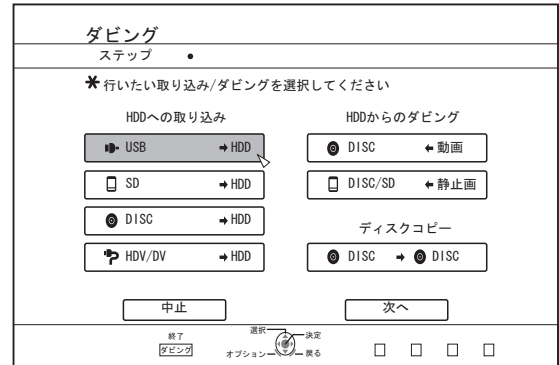 ダビング
ステップ
行いたい取り込み/ダビングを選択してください
HDDへの取り込み
USB ➡HDD
SD ➡HDD
DISC ➡HDD
HDV/DV ➡HDD
HDDからのダビング
DISC ⬅動画
DISC/SD ⬅静止画
ディスクコピー
DISC ➡ DISC
中止
次へ
終了
ダビング
選択
決定
オプション
戻る